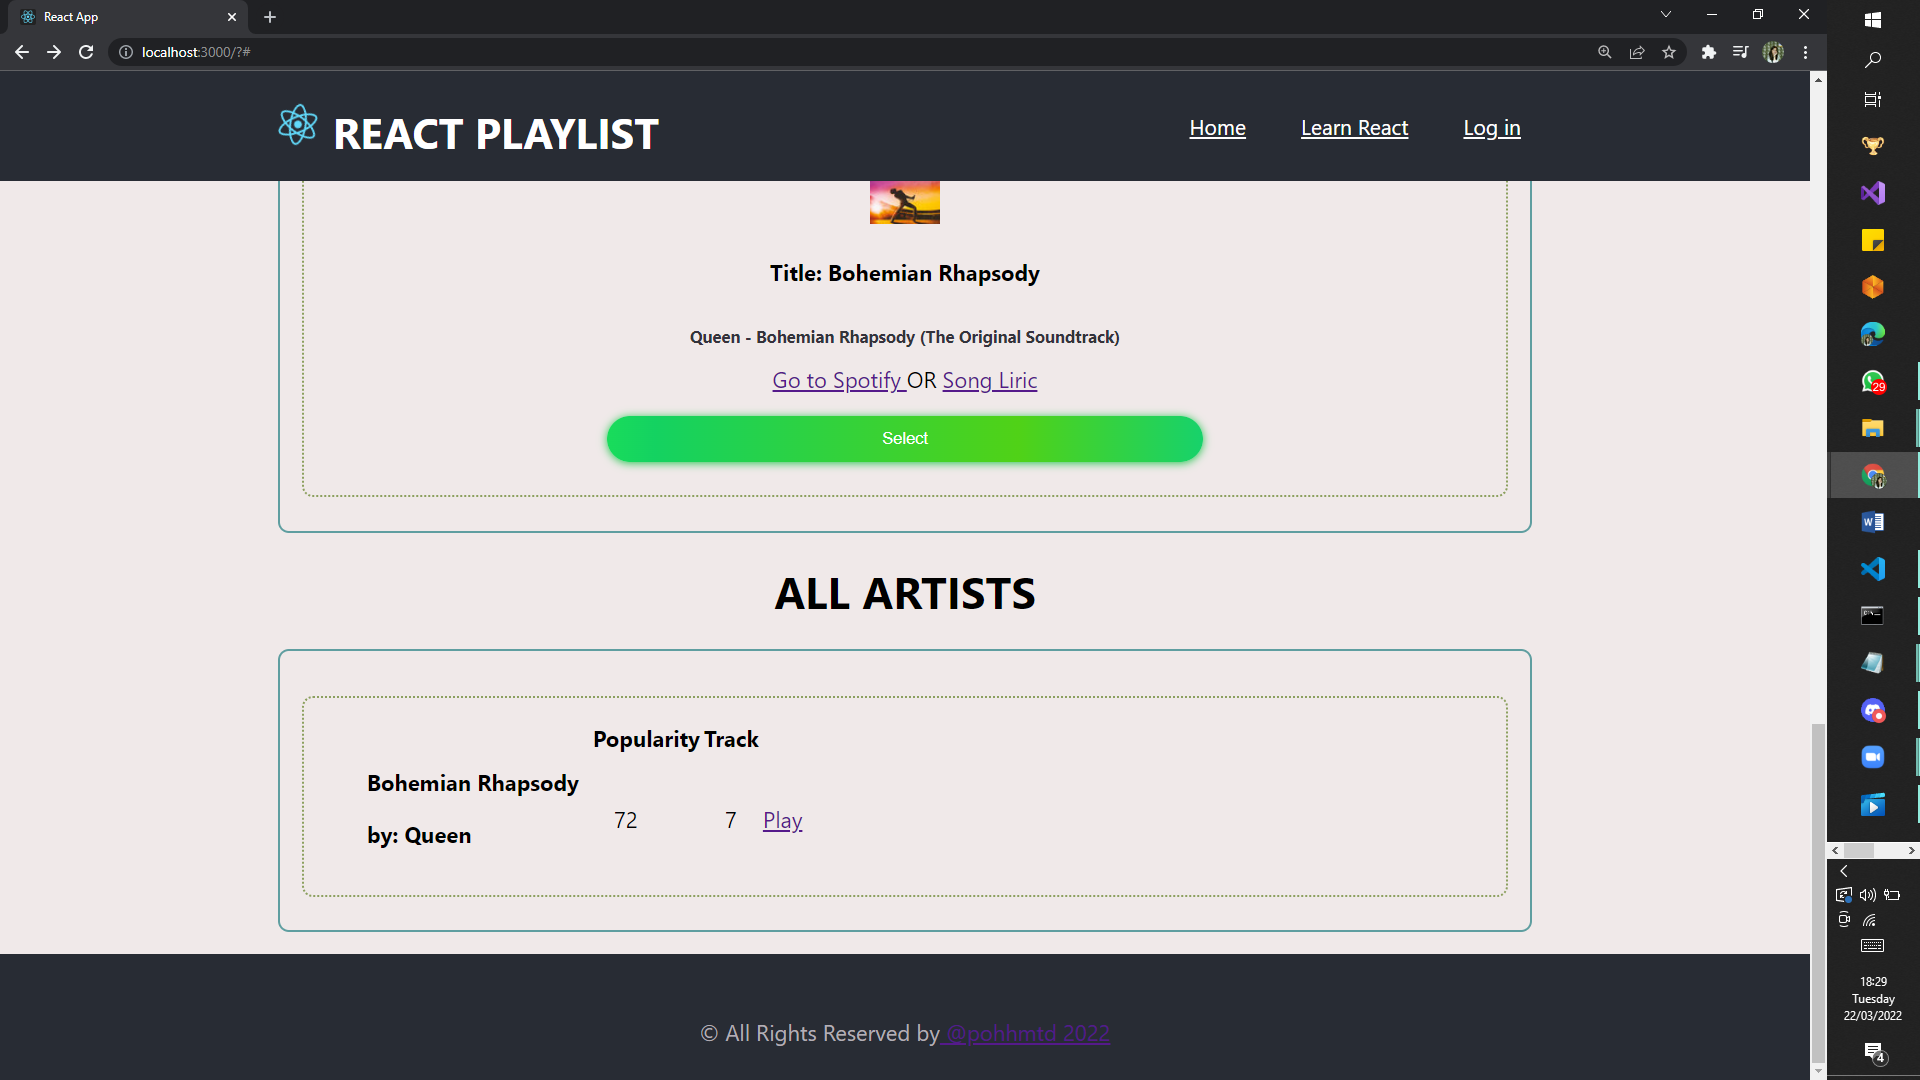 React App
localhost:3000/?#
REACT PLAYLIST
Home
Learn React
Log in
Title: Bohemian Rhapsody
Queen - Bohemian Rhapsody (The Original Soundtrack)
Go to Spotify OR Song Liric
Select
ALL ARTISTS
Popularity Track
Bohemian Rhapsody
by: Queen
72
7
Play
© All Rights Reserved by @pohhmtd 2022
29
18:29
Tuesday
22/03/2022
4